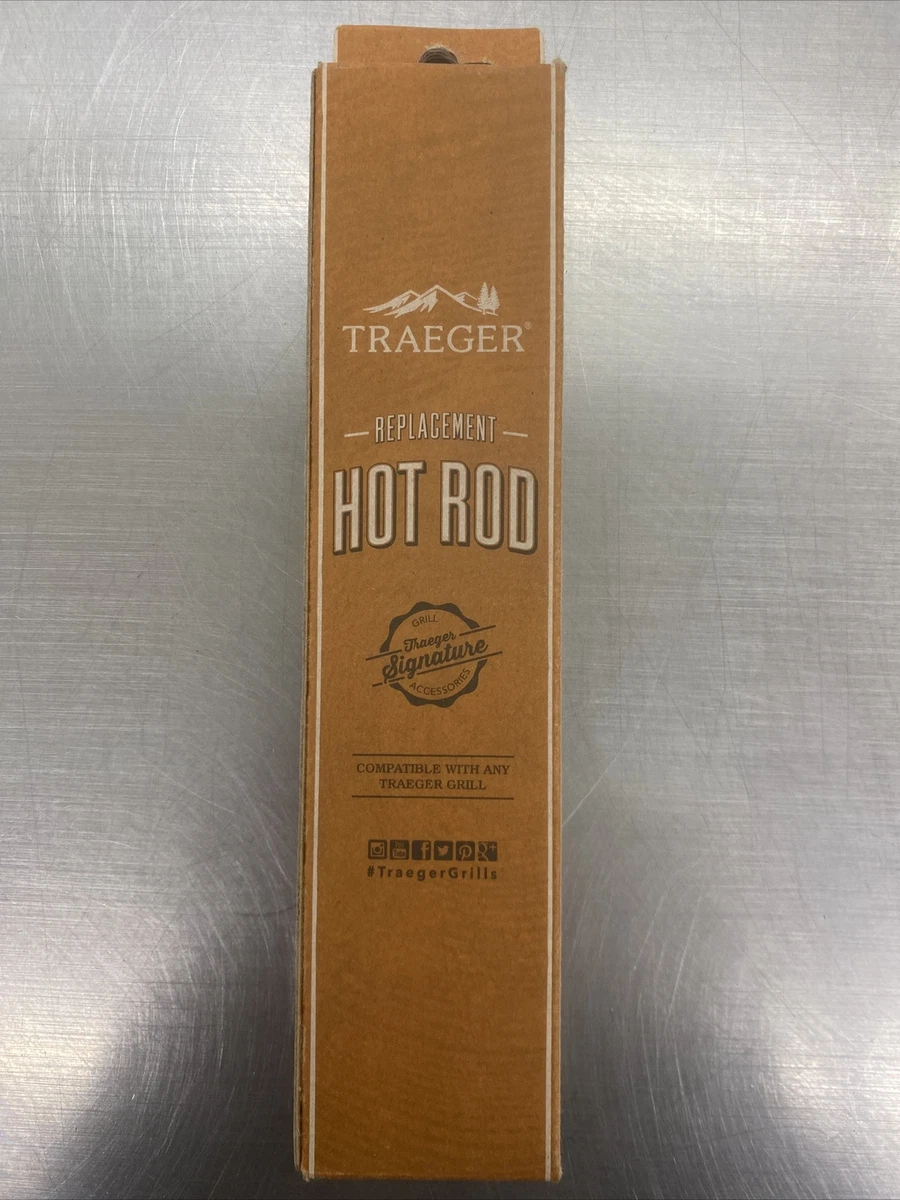 TRAEGER®
REPLACEMENT
HOT ROD
GRILL
Traeger
Signature
ACCESSORIES
COMPATIBLE WITH ANY
TRAEGER GRILL
#TraegerGrills